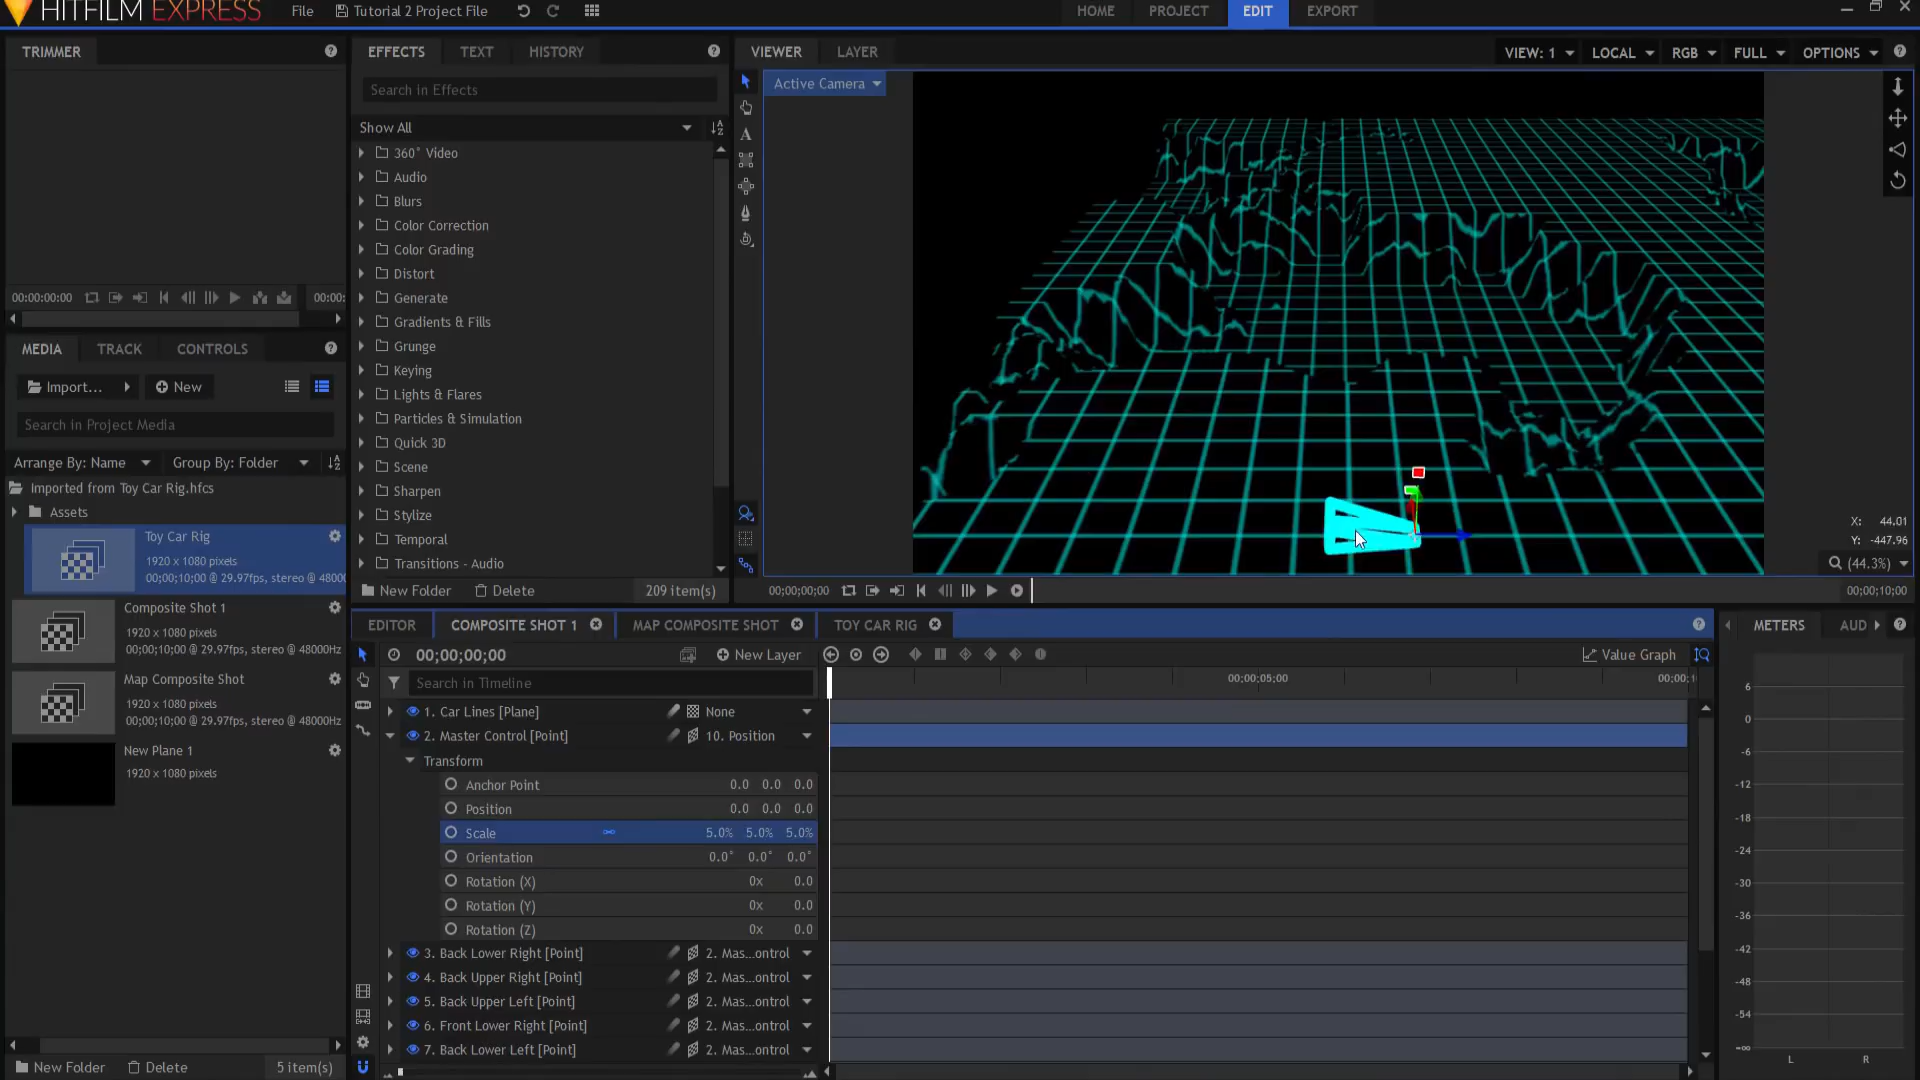 HITFILM EXPRESS
File
Tutorial 2 Project File
HOME
PROJECT
EDIT
EXPORT
TRIMMER
EFFECTS
TEXT
HISTORY
VIEWER
LAYER
VIEW: 1
LOCAL
RGB
FULL
OPTIONS
Search in Effects
Active Camera
Show All
360° Video
Audio
Blurs
Color Correction
Color Grading
Distort
Generate
Gradients & Fills
Grunge
Keying
Lights & Flares
Particles & Simulation
Quick 3D
Scene
Sharpen
Stylize
Temporal
Transitions - Audio
New Folder
Delete
209 item(s)
00:00:00:00
00:00:
MEDIA
TRACK
CONTROLS
Import...
New
Search in Project Media
Arrange By: Name
Group By: Folder
Imported from Toy Car Rig.hfcs
Assets
Toy Car Rig
1920 x 1080 pixels
00;00;10;00 @ 29.97fps, stereo @ 4800
Composite Shot 1
1920 x 1080 pixels
00;00;10;00 @ 29.97fps, stereo @ 48000Hz
Map Composite Shot
1920 x 1080 pixels
00;00;10;00 @ 29.97fps, stereo @ 48000Hz
New Plane 1
1920 x 1080 pixels
New Folder
Delete
5 item(s)
X: 44.01
Y: -447.96
(44.3%)
00;00;00;00
00;00;10;00
EDITOR
COMPOSITE SHOT 1
MAP COMPOSITE SHOT
TOY CAR RIG
METERS
AUD
00;00;00;00
New Layer
Value Graph
Search in Timeline
00;00;05;00
00;00;1
1. Car Lines [Plane]
None
2. Master Control [Point]
10. Position
Transform
Anchor Point 0.0 0.0 0.0
Position 0.0 0.0 0.0
Scale 5.0% 5.0% 5.0%
Orientation 0.0° 0.0° 0.0°
Rotation (X) 0x 0.0
Rotation (Y) 0x 0.0
Rotation (Z) 0x 0.0
3. Back Lower Right [Point] 2. Mas...ontrol
4. Back Upper Right [Point] 2. Mas...ontrol
5. Back Upper Left [Point] 2. Mas...ontrol
6. Front Lower Right [Point] 2. Mas...ontrol
7. Back Lower Left [Point] 2. Mas...ontrol
6
0
-6
-12
-18
-24
-30
-36
-42
-48
-54
-∞
L
R